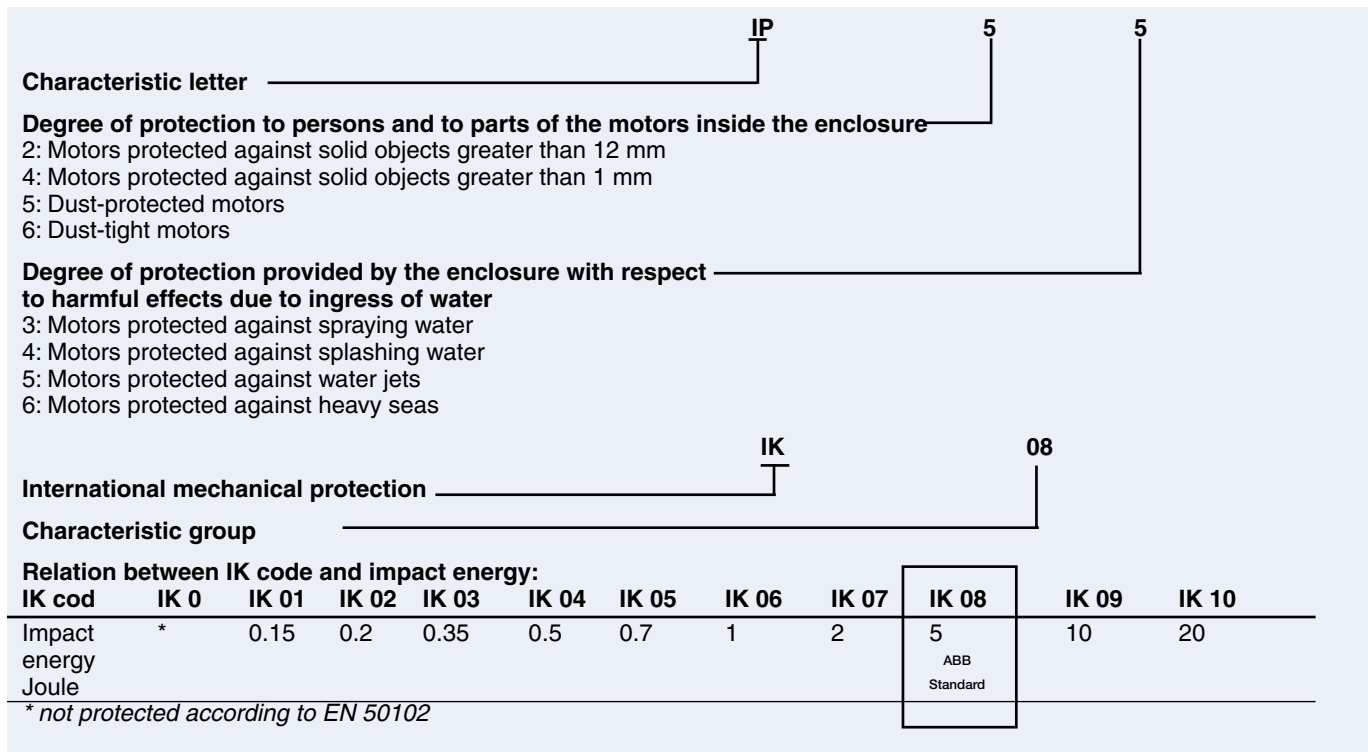 IP 5 5
Characteristic letter
Degree of protection to persons and to parts of the motors inside the enclosure
2: Motors protected against solid objects greater than 12 mm
4: Motors protected against solid objects greater than 1 mm
5: Dust-protected motors
6: Dust-tight motors
Degree of protection provided by the enclosure with respect
to harmful effects due to ingress of water
3: Motors protected against spraying water
4: Motors protected against splashing water
5: Motors protected against water jets
6: Motors protected against heavy seas
IK 08
International mechanical protection
Characteristic group
Relation between IK code and impact energy:
IK cod IK 0 IK 01 IK 02 IK 03 IK 04 IK 05 IK 06 IK 07 IK 08 IK 09 IK 10
Impact * 0.15 0.2 0.35 0.5 0.7 1 2 5 10 20
energy ABB
Joule Standard
* not protected according to EN 50102